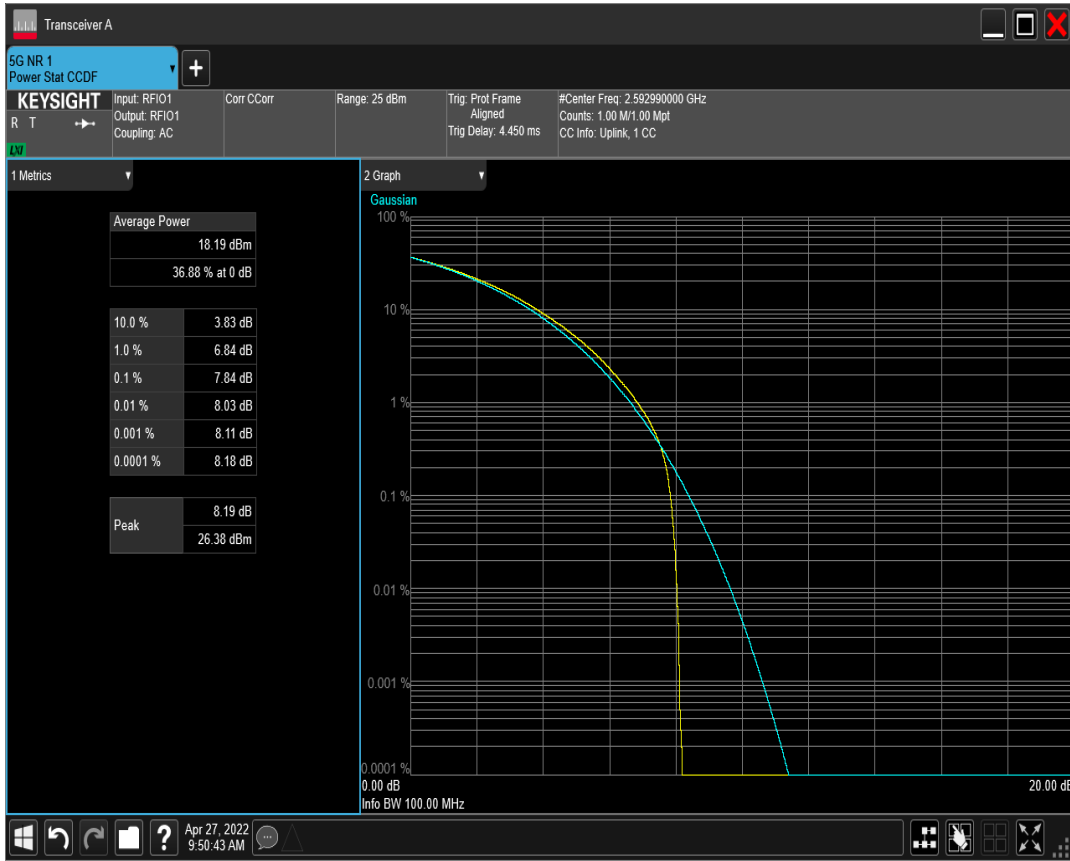 Transceiver A
5G NR 1
Power Stat CCDF
+
KEYSIGHT
R T
LXI
Input: RFIO1
Output: RFIO1
Coupling: AC
Corr CCorr
Range: 25 dBm
Trig: Prot Frame
Aligned
Trig Delay: 4.450 ms
#Center Freq: 2.592990000 GHz
Counts: 1.00 M/1.00 Mpt
CC Info: Uplink, 1 CC
1 Metrics
Average Power
18.19 dBm
36.88 % at 0 dB
10.0 % 3.83 dB
1.0 % 6.84 dB
0.1 % 7.84 dB
0.01 % 8.03 dB
0.001 % 8.11 dB
0.0001 % 8.18 dB
Peak
8.19 dB
26.38 dBm
2 Graph
Gaussian
100 %
10 %
1 %
0.1 %
0.01 %
0.001 %
0.0001 %
0.00 dB 20.00 dB
Info BW 100.00 MHz
?
Apr 27, 2022
9:50:43 AM